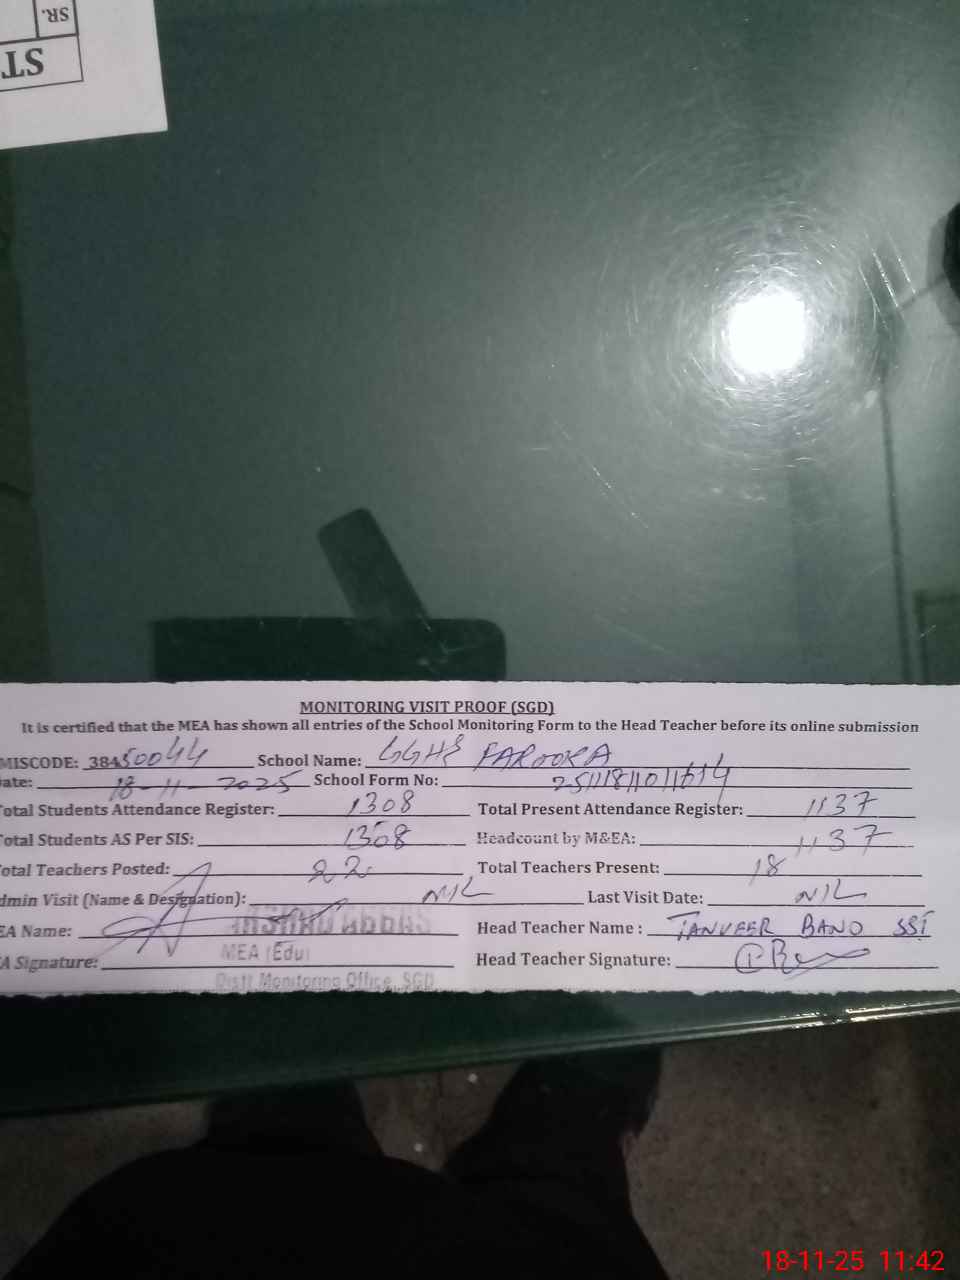 SR.
ST
MONITORING VISIT PROOF (SGD)
It is certified that the MEA has shown all entries of the School Monitoring Form to the Head Teacher before its online submission
MISCODE: 38450044 School Name: GGHS FAROOKA
ate: 18-11-2025 School Form No:
otal Students Attendance Register: 1308 Total Present Attendance Register: 1137
otal Students AS Per SIS: 1308 Headcount by M&EA: 1137
otal Teachers Posted: 22 Total Teachers Present: 18
dmin Visit (Name & Designation): NIL Last Visit Date: NIL
EA Name: Head Teacher Name : TANVEER BANO SST
MEA (Edu)
A Signature: Head Teacher Signature:
Distt Monitoring Office, SGD
18-11-25 11:42